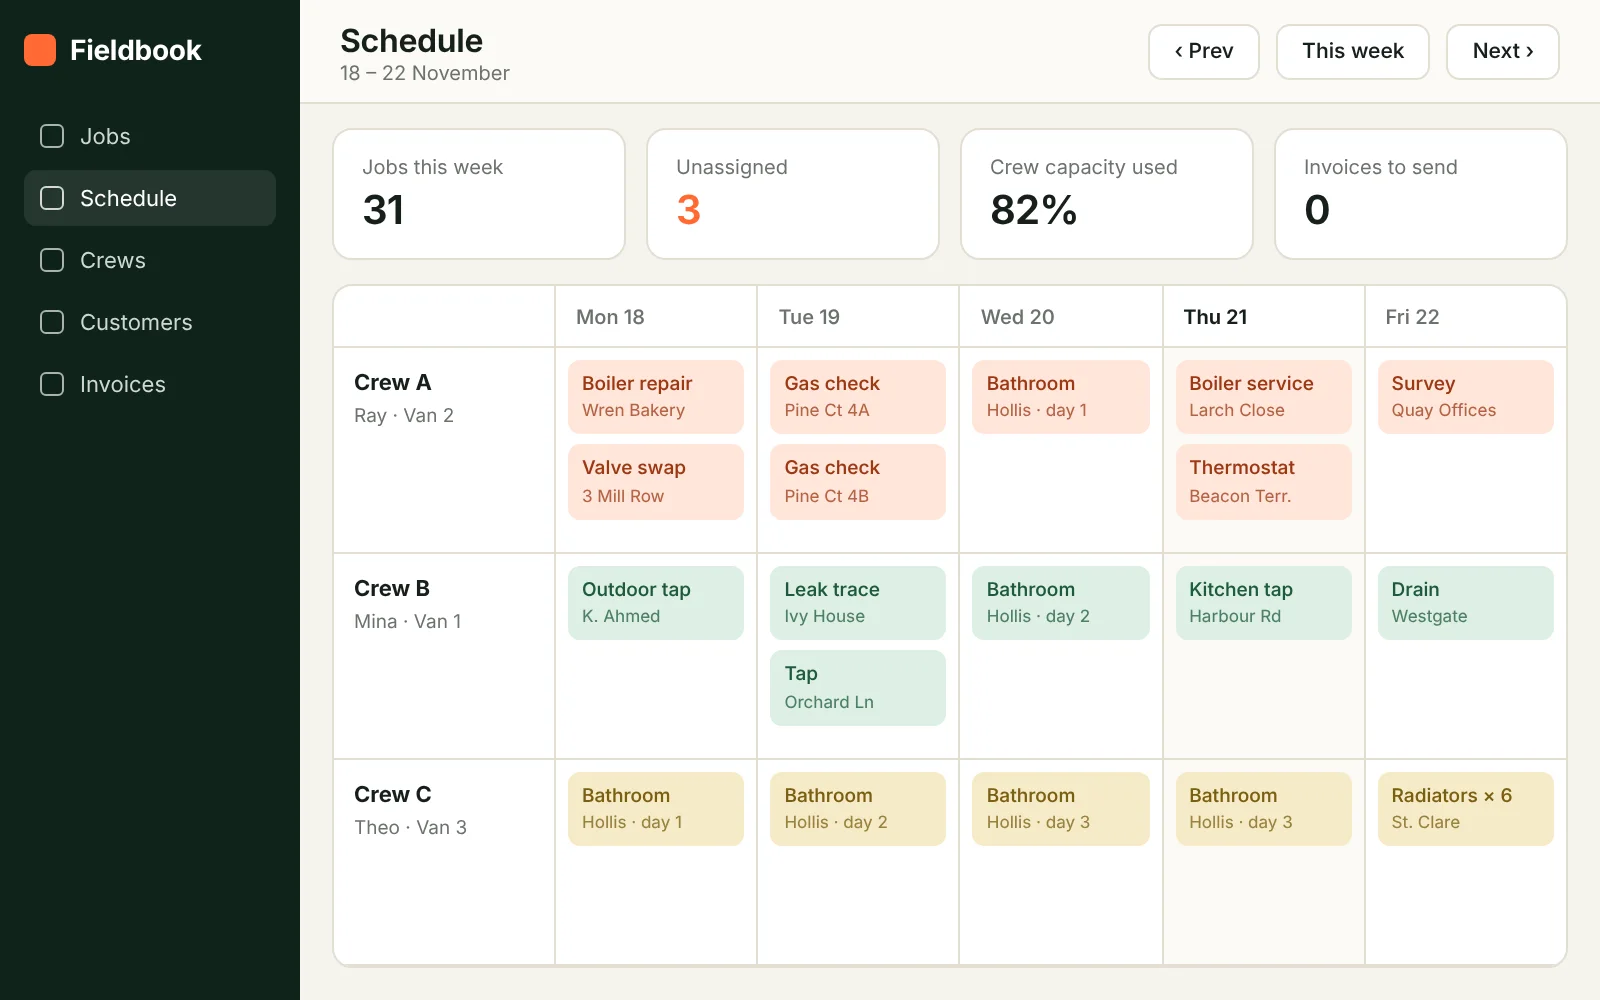 Fieldbook
Jobs
Schedule
Crews
Customers
Invoices
Schedule
18 – 22 November
‹ Prev
This week
Next ›
Jobs this week
31
Unassigned
3
Crew capacity used
82%
Invoices to send
0
Mon 18
Tue 19
Wed 20
Thu 21
Fri 22
Crew A
Ray · Van 2
Boiler repair
Wren Bakery
Valve swap
3 Mill Row
Gas check
Pine Ct 4A
Gas check
Pine Ct 4B
Bathroom
Hollis · day 1
Boiler service
Larch Close
Thermostat
Beacon Terr.
Survey
Quay Offices
Crew B
Mina · Van 1
Outdoor tap
K. Ahmed
Leak trace
Ivy House
Tap
Orchard Ln
Bathroom
Hollis · day 2
Kitchen tap
Harbour Rd
Drain
Westgate
Crew C
Theo · Van 3
Bathroom
Hollis · day 1
Bathroom
Hollis · day 2
Bathroom
Hollis · day 3
Bathroom
Hollis · day 3
Radiators × 6
St. Clare